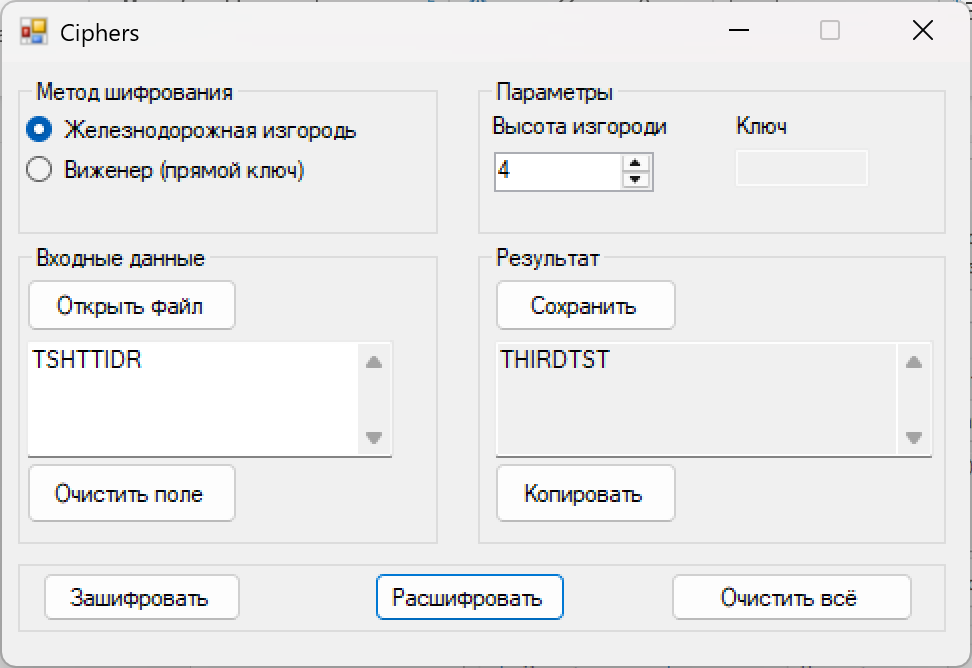 Ciphers
Метод шифрования
Железнодорожная изгородь
Виженер (прямой ключ)
Параметры
Высота изгороди
Ключ
4
Входные данные
Открыть файл
TSHTTIDR
Очистить поле
Результат
Сохранить
THIRDTST
Копировать
Зашифровать
Расшифровать
Очистить всё